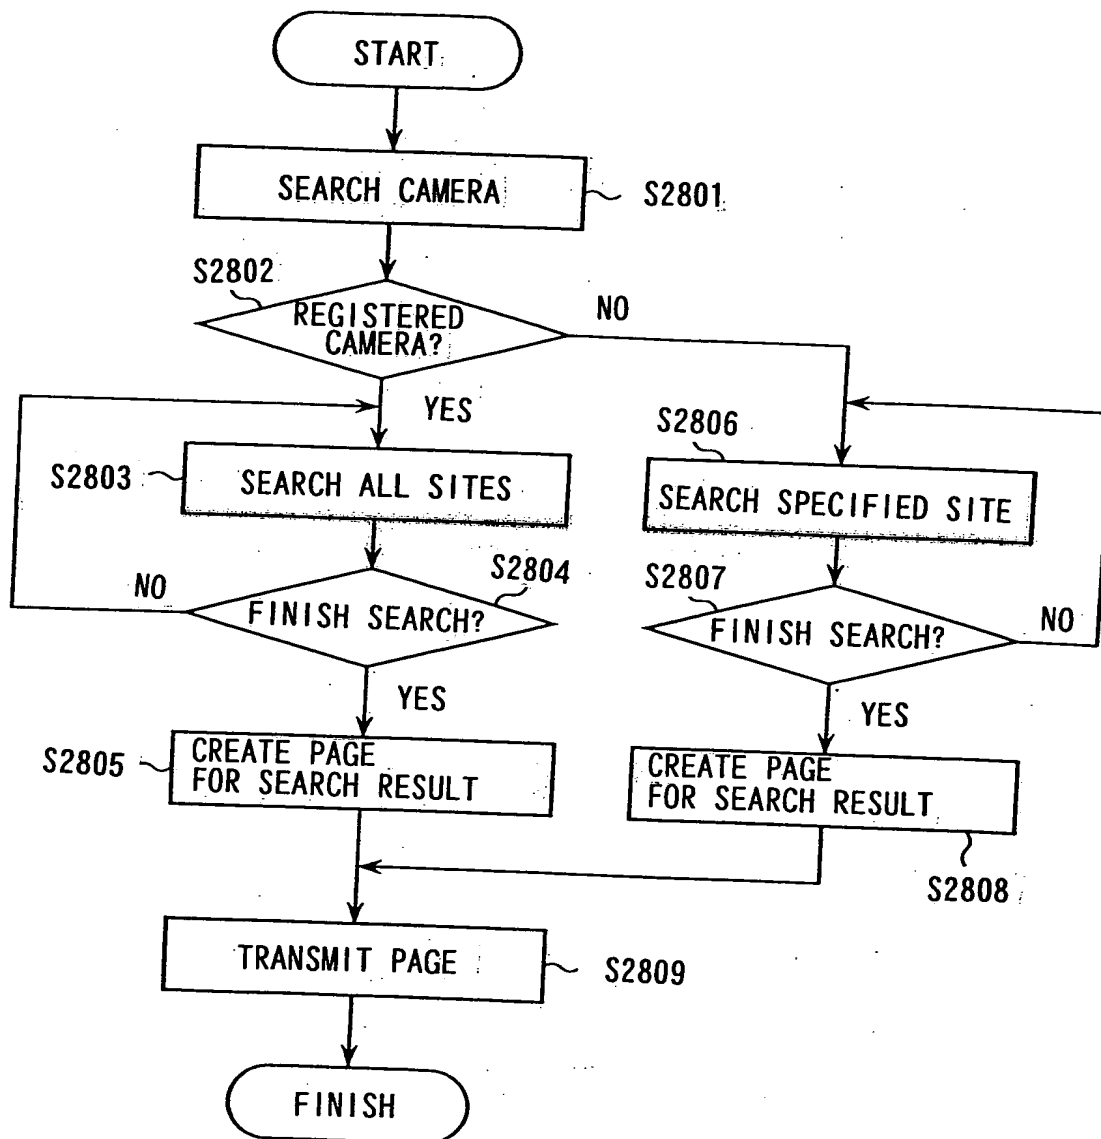 START
SEARCH CAMERA
S2801
S2802
REGISTERED
CAMERA?
NO
YES
S2803
SEARCH ALL SITES
S2806
SEARCH SPECIFIED SITE
S2804
NO
FINISH SEARCH?
S2807
FINISH SEARCH?
NO
YES
YES
S2805
CREATE PAGE
FOR SEARCH RESULT
CREATE PAGE
FOR SEARCH RESULT
S2808
TRANSMIT PAGE
S2809
FINISH